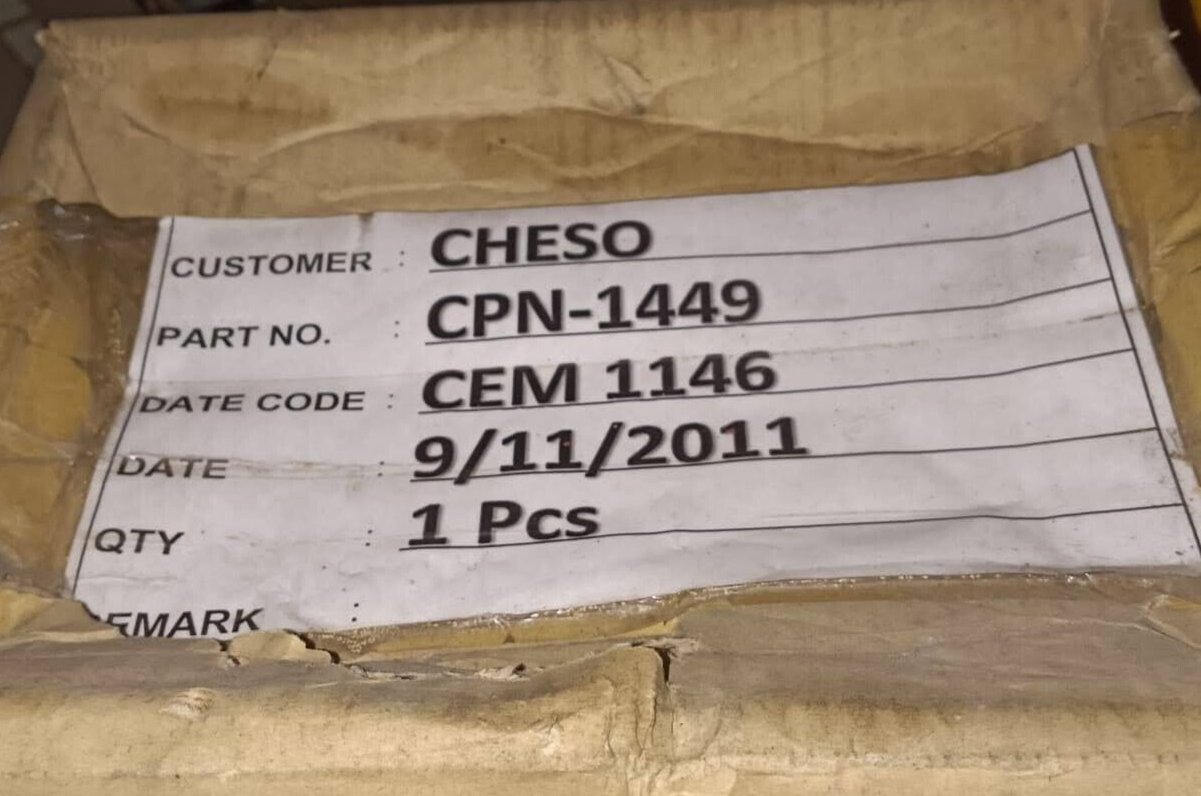 CUSTOMER : CHESO
PART NO. : CPN-1449
DATE CODE : CEM 1146
DATE : 9/11/2011
QTY : 1 Pcs
EMARK :